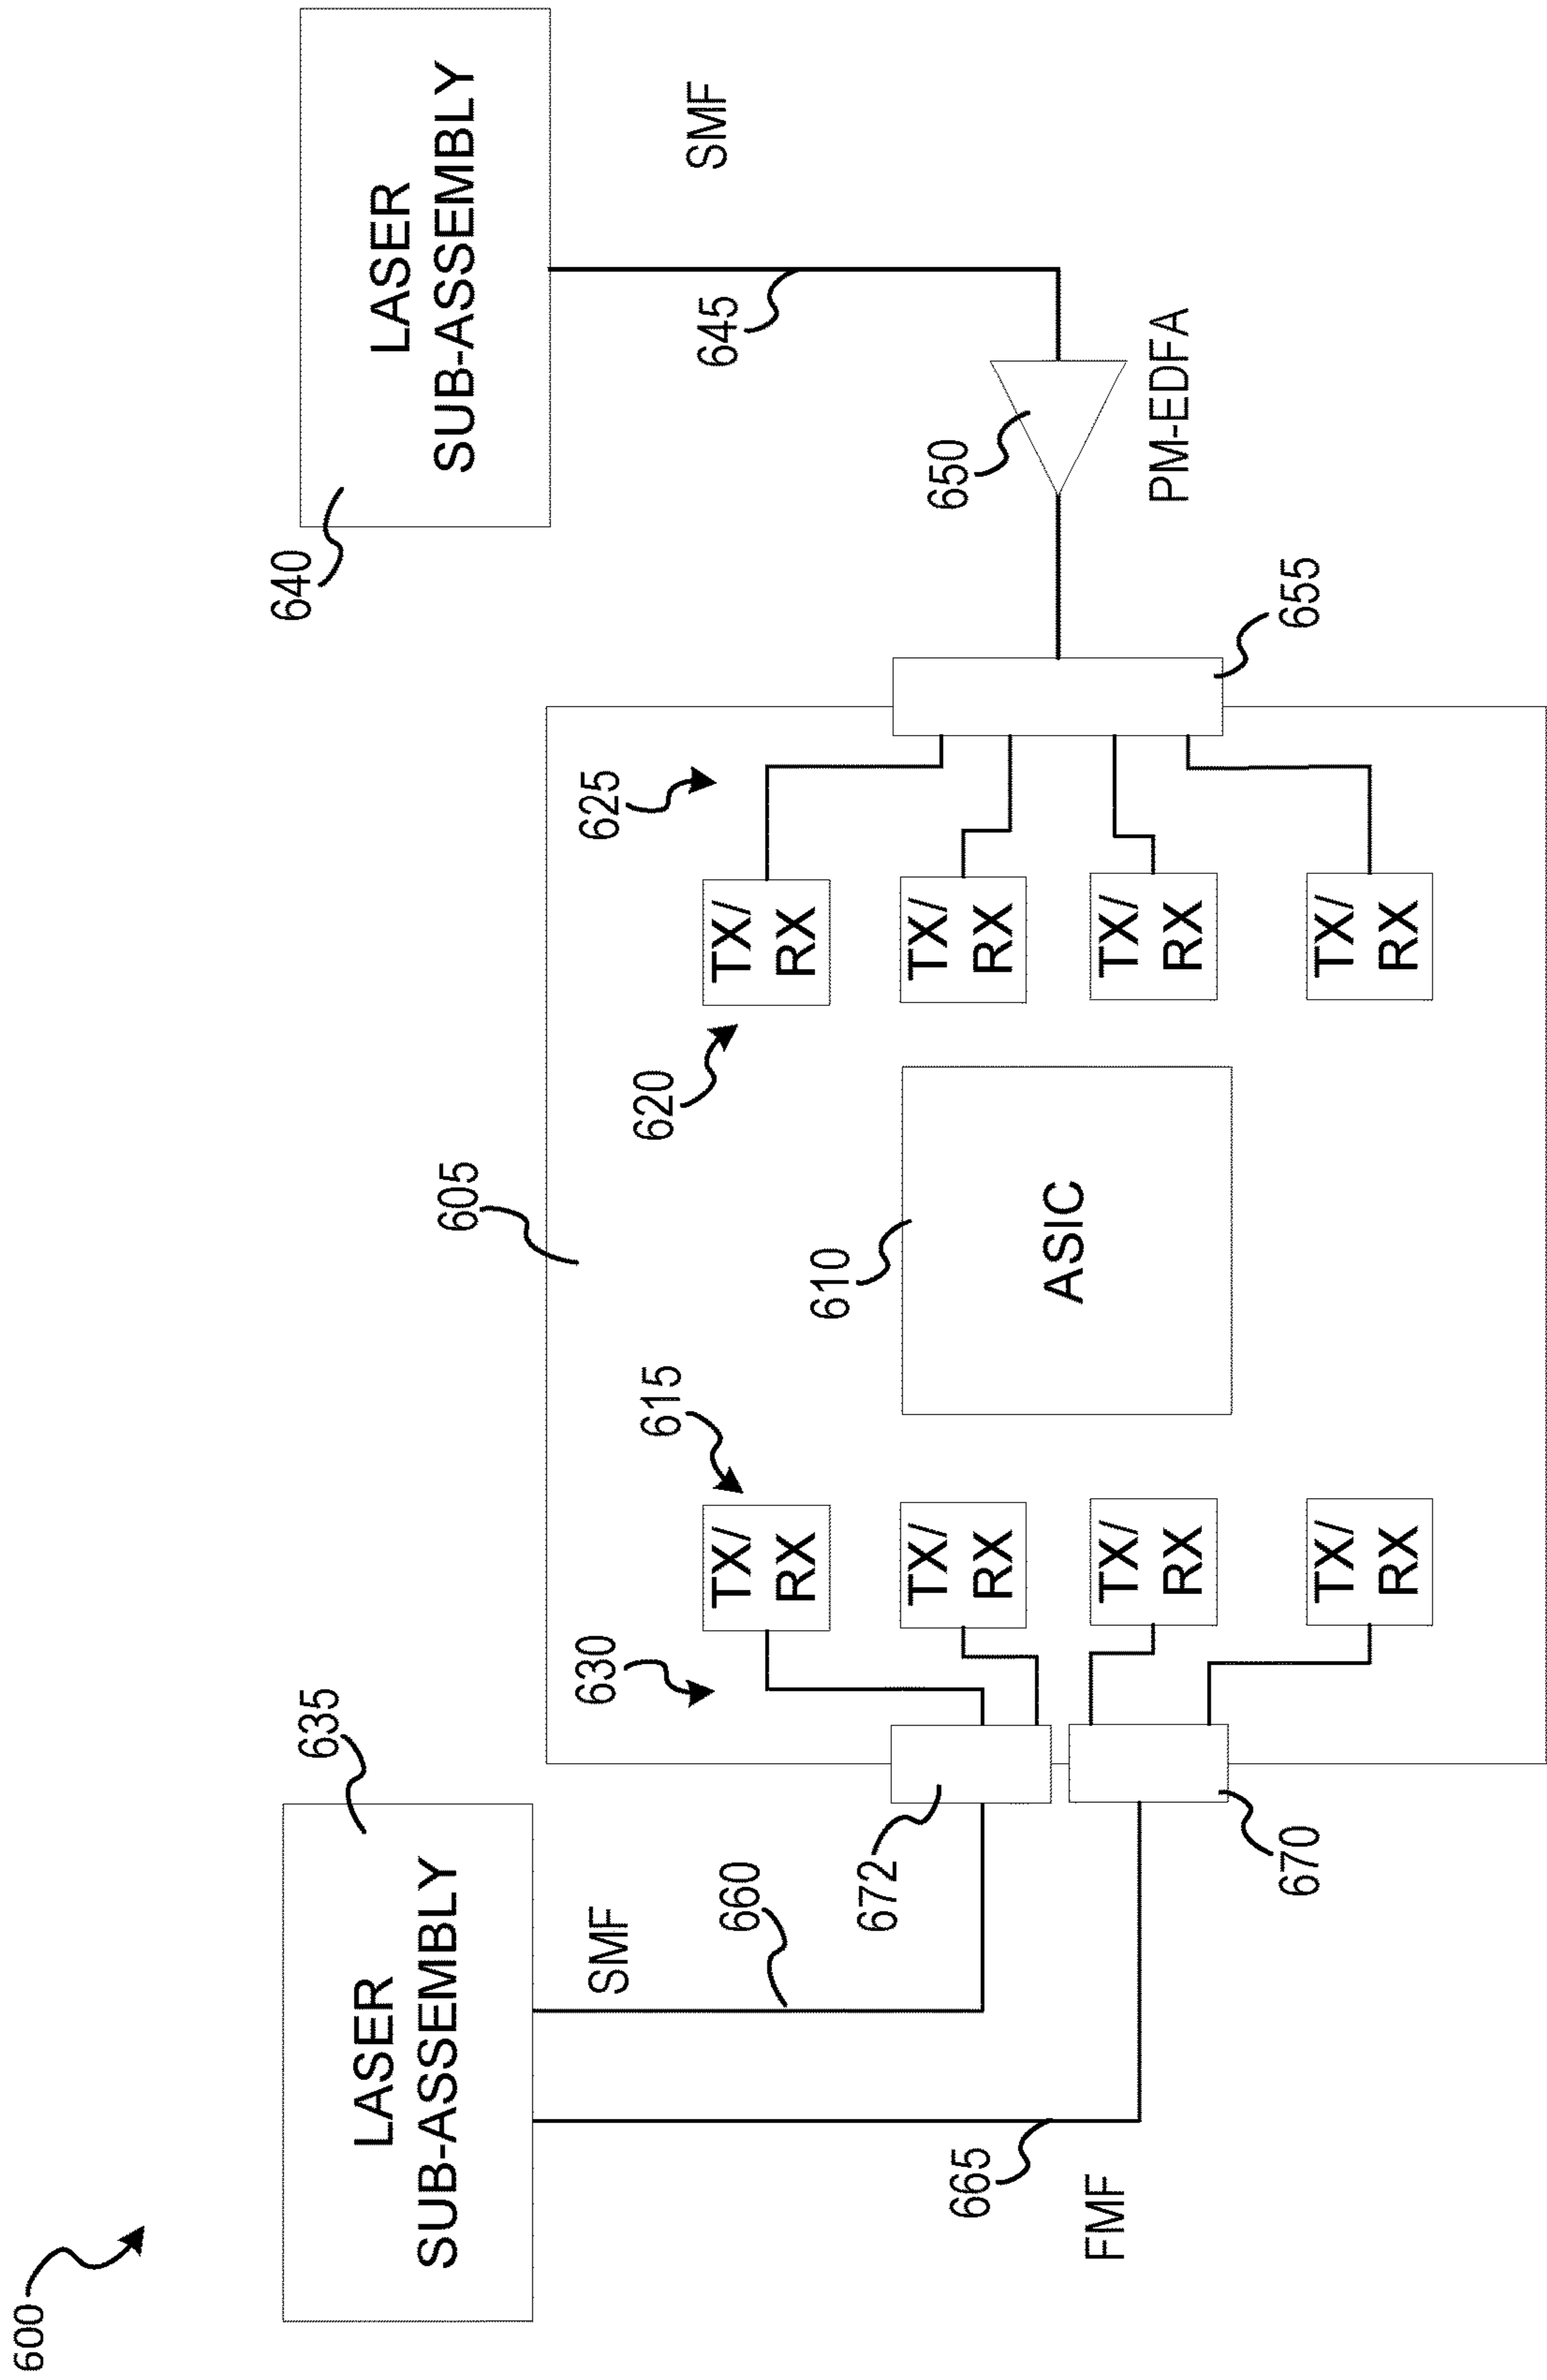 600
LASER
SUB-ASSEMBLY
635
SMF
660
665
FMF
672
670
630
615
TX/
RX
TX/
RX
TX/
RX
TX/
RX
605
610
ASIC
620
625
TX/
RX
TX/
RX
TX/
RX
TX/
RX
655
640
LASER
SUB-ASSEMBLY
SMF
645
650
PM-EDFA